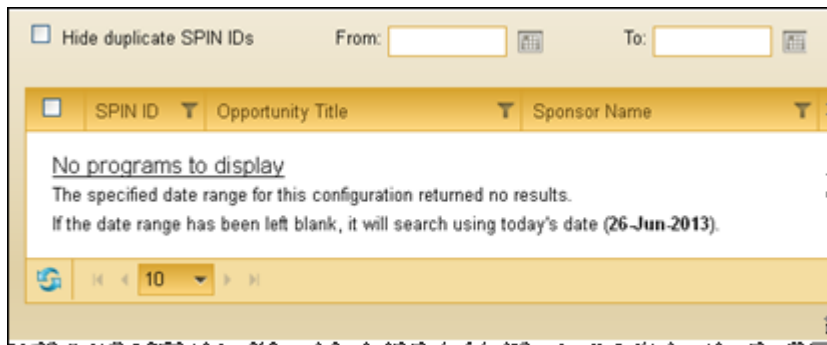 Hide duplicate SPIN IDs From: To:
SPIN ID Opportunity Title Sponsor Name
No programs to display
The specified date range for this configuration returned no results.
If the date range has been left blank, it will search using today's date (26-Jun-2013).
10